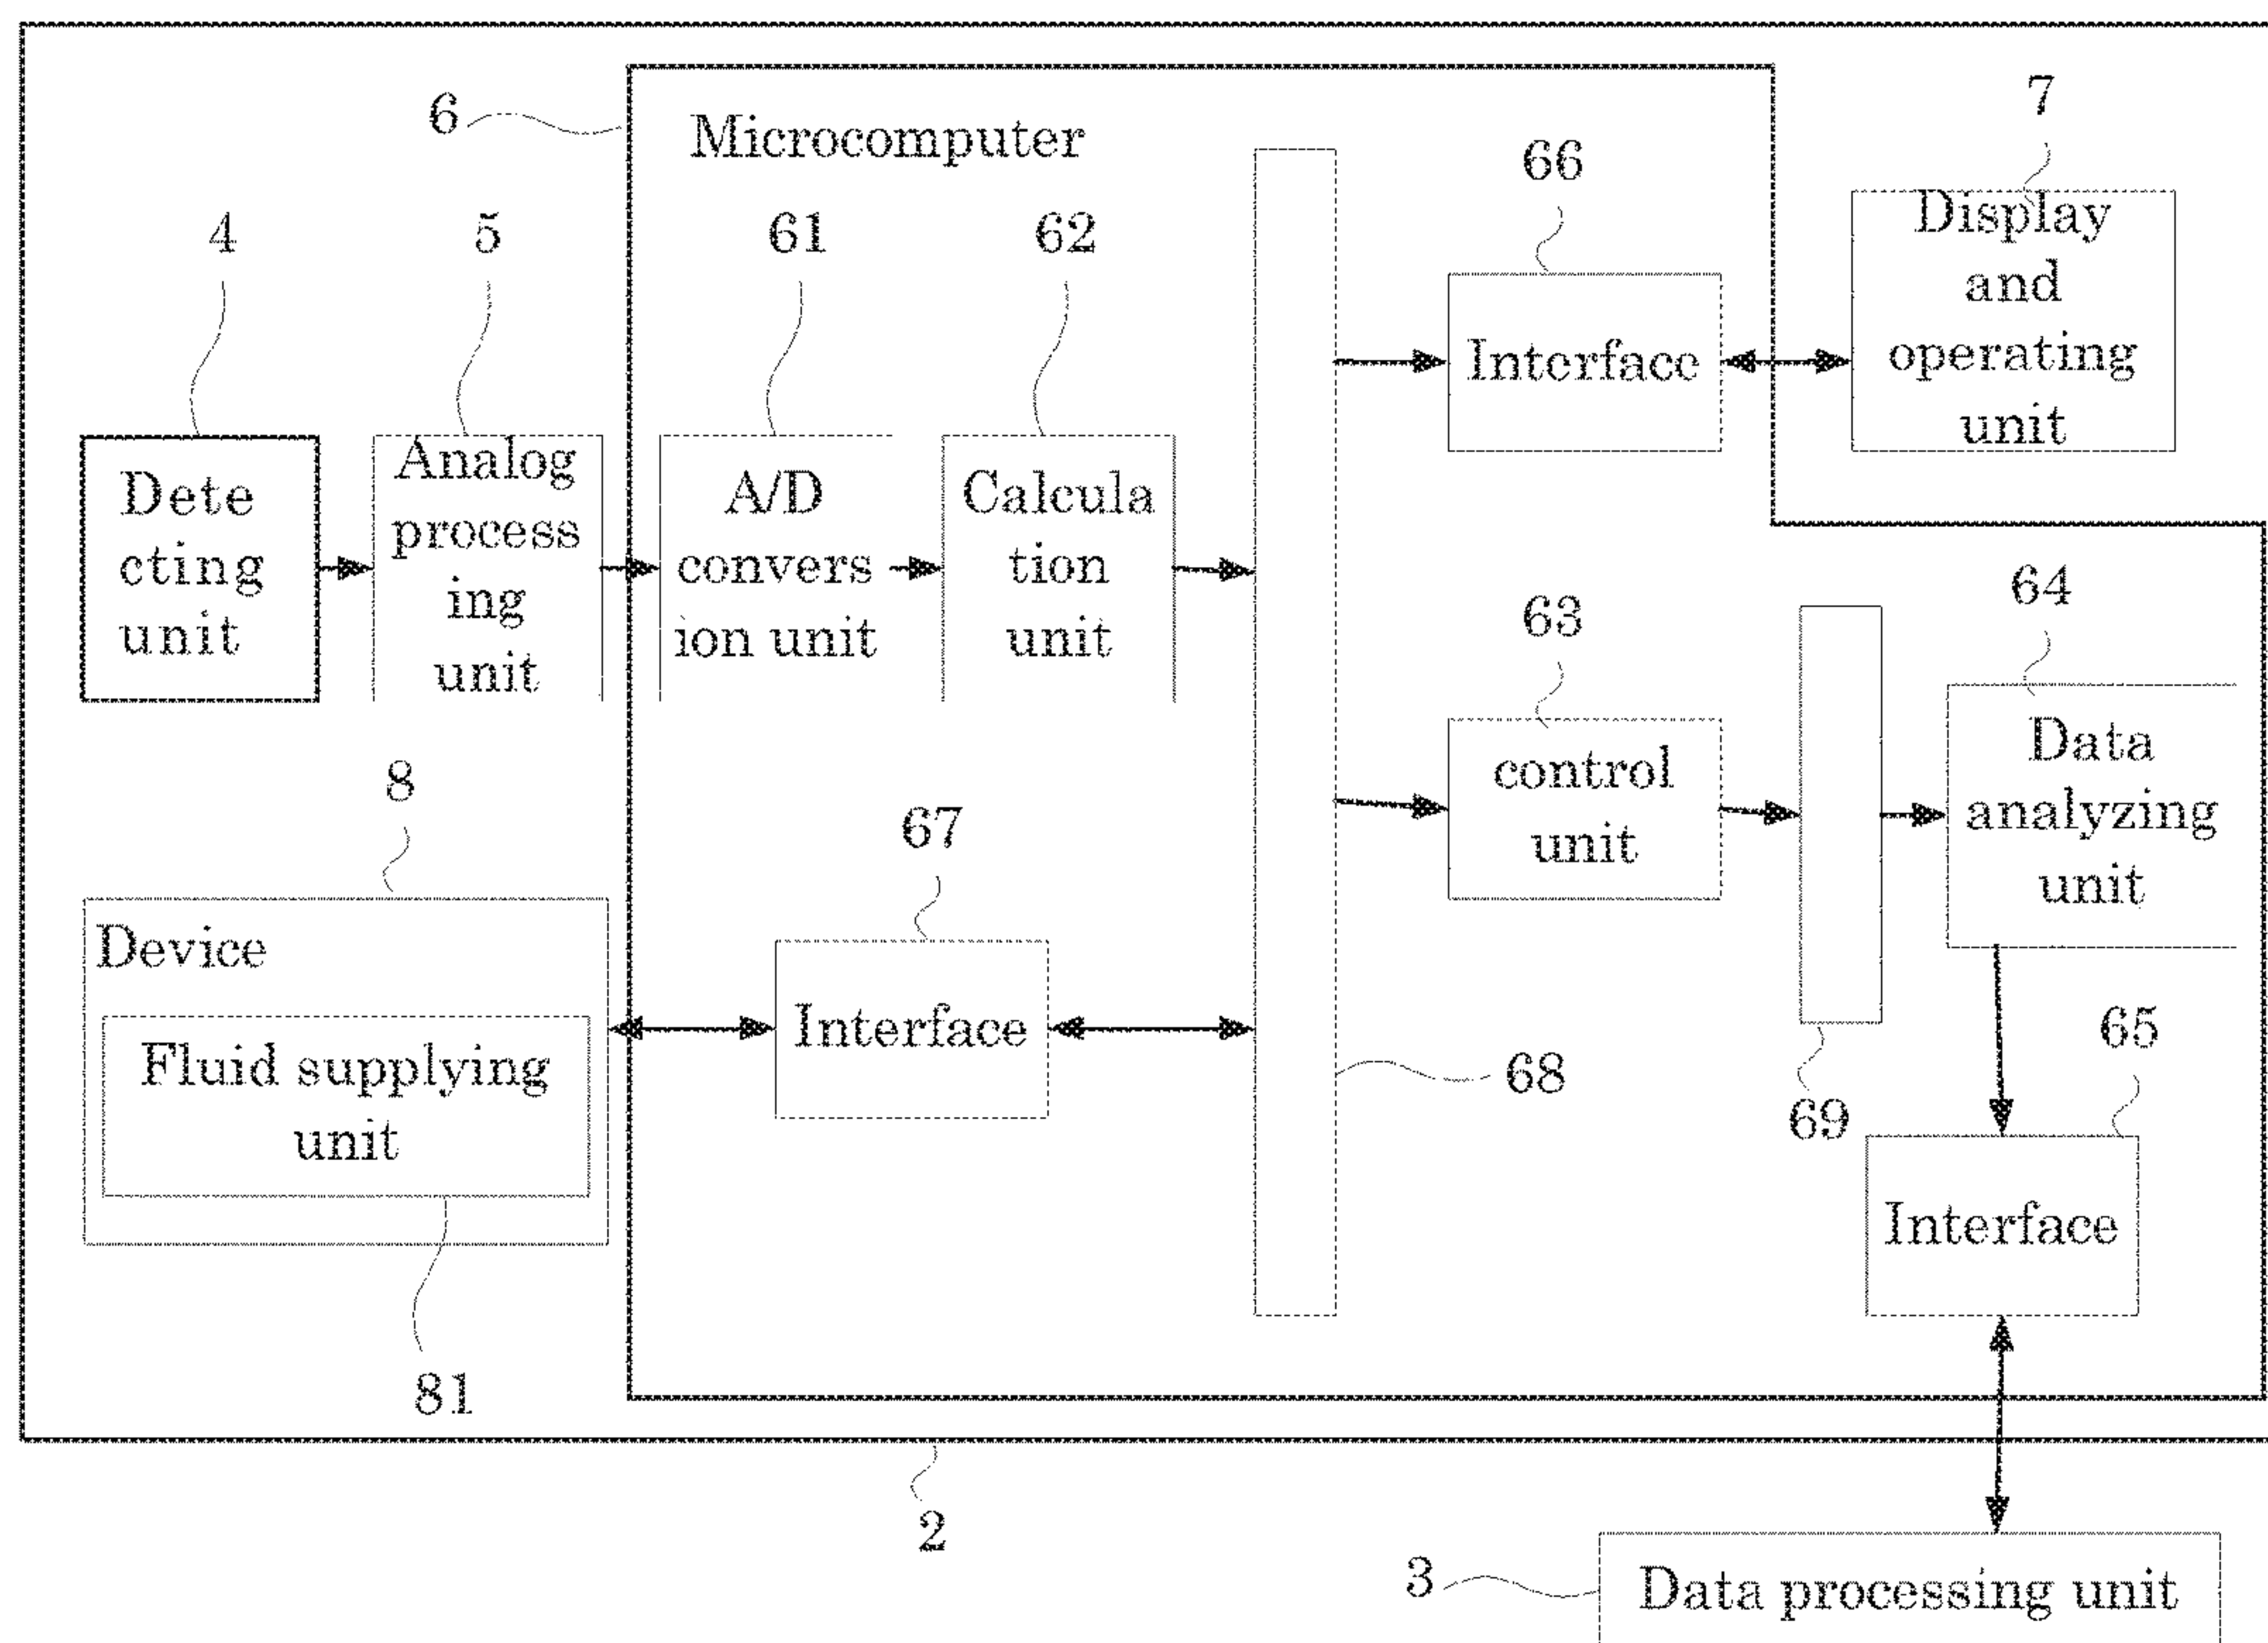 6
Microcomputer
7
66
Display
and
operating
unit
4
5
61
62
Interface
Dete
cting
unit
Analog
process
ing
unit
A/D
convers
ion unit
Calcula
tion
unit
64
63
control
unit
Data
analyzing
unit
8
67
Device
Interface
Fluid supplying
unit
68
69
65
Interface
81
2
3
Data processing unit